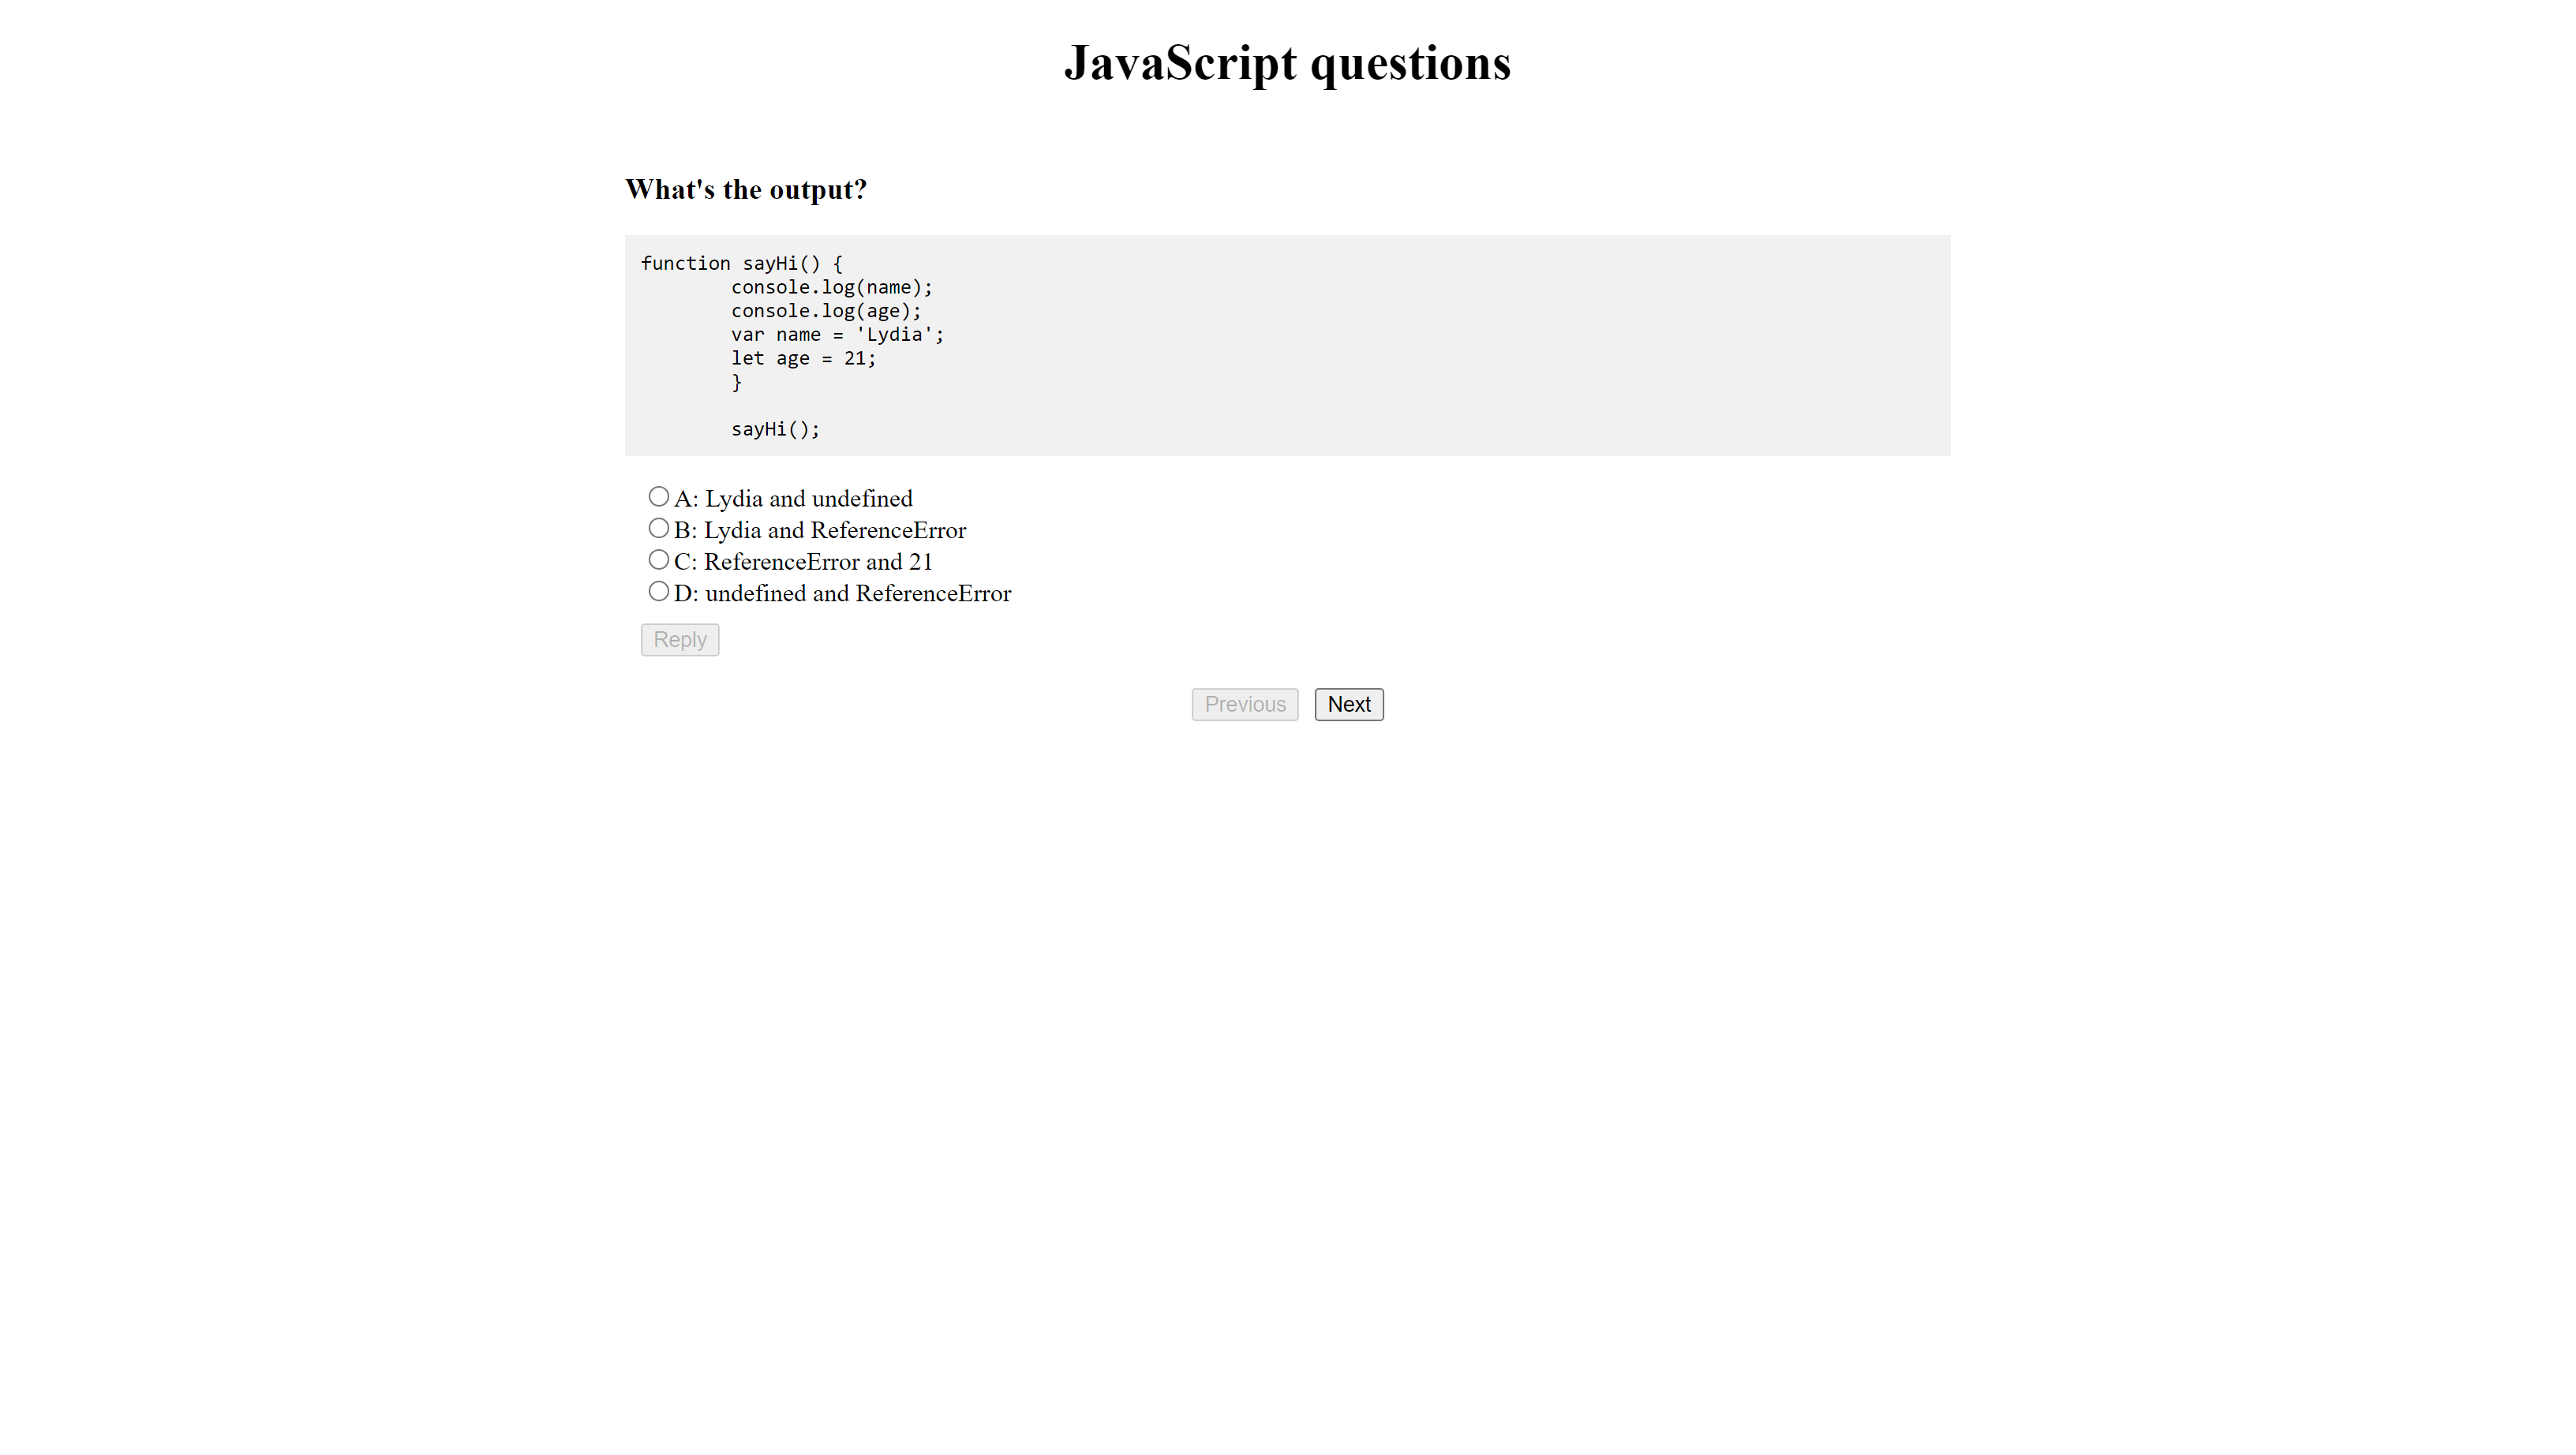 JavaScript questions
What's the output?
function sayHi() {
console.log(name);
console.log(age);
var name = 'Lydia';
let age = 21;
}
sayHi();
A: Lydia and undefined
B: Lydia and ReferenceError
C: ReferenceError and 21
D: undefined and ReferenceError
Reply
Previous Next